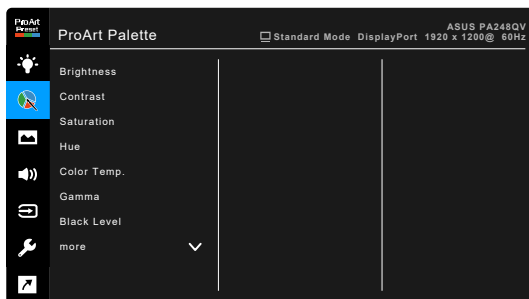 ProArt
Preset
ProArt Palette
ASUS PA248QV
Standard Mode DisplayPort 1920 x 1200@ 60Hz
Brightness
Contrast
Saturation
Hue
Color Temp.
Gamma
Black Level
more